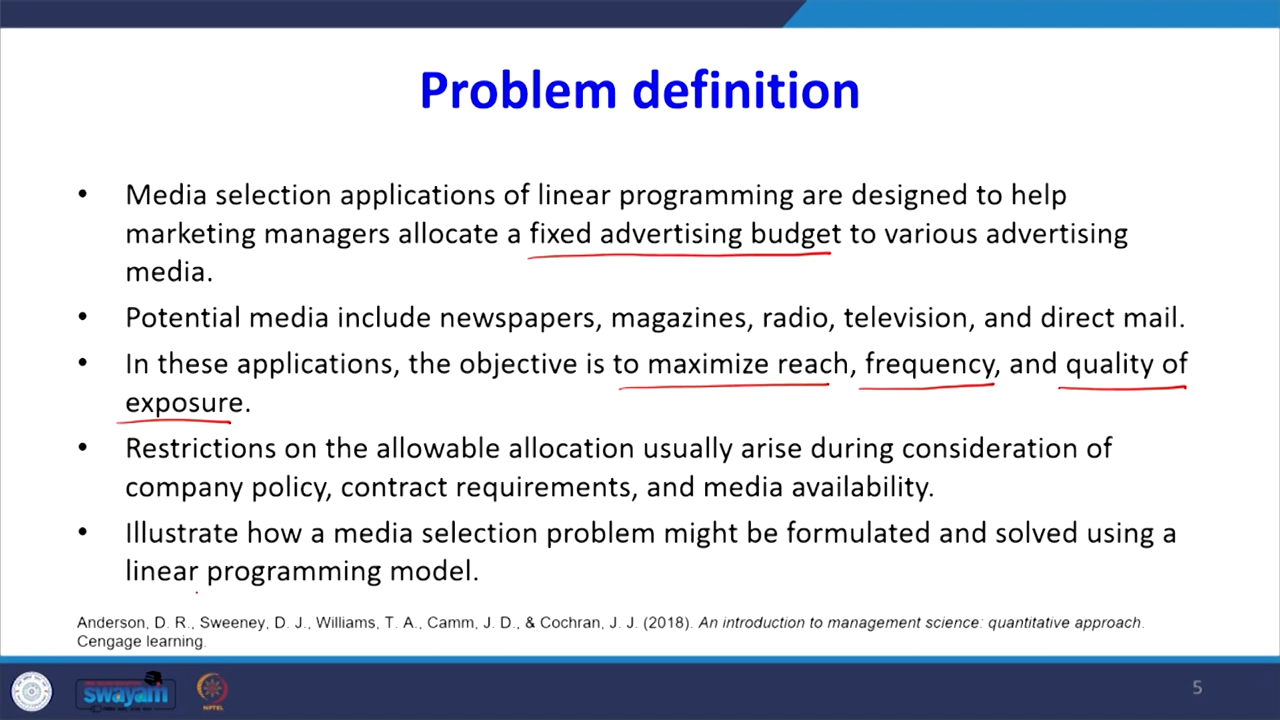 Problem definition
• Media selection applications of linear programming are designed to help
marketing managers allocate a fixed advertising budget to various advertising
media.
• Potential media include newspapers, magazines, radio, television, and direct mail.
• In these applications, the objective is to maximize reach, frequency, and quality of
exposure.
• Restrictions on the allowable allocation usually arise during consideration of
company policy, contract requirements, and media availability.
• Illustrate how a media selection problem might be formulated and solved using a
linear programming model.
Anderson, D. R., Sweeney, D. J., Williams, T. A., Camm, J. D., & Cochran, J. J. (2018). An introduction to management science: quantitative approach.
Cengage learning.
swayam
NPTEL
5